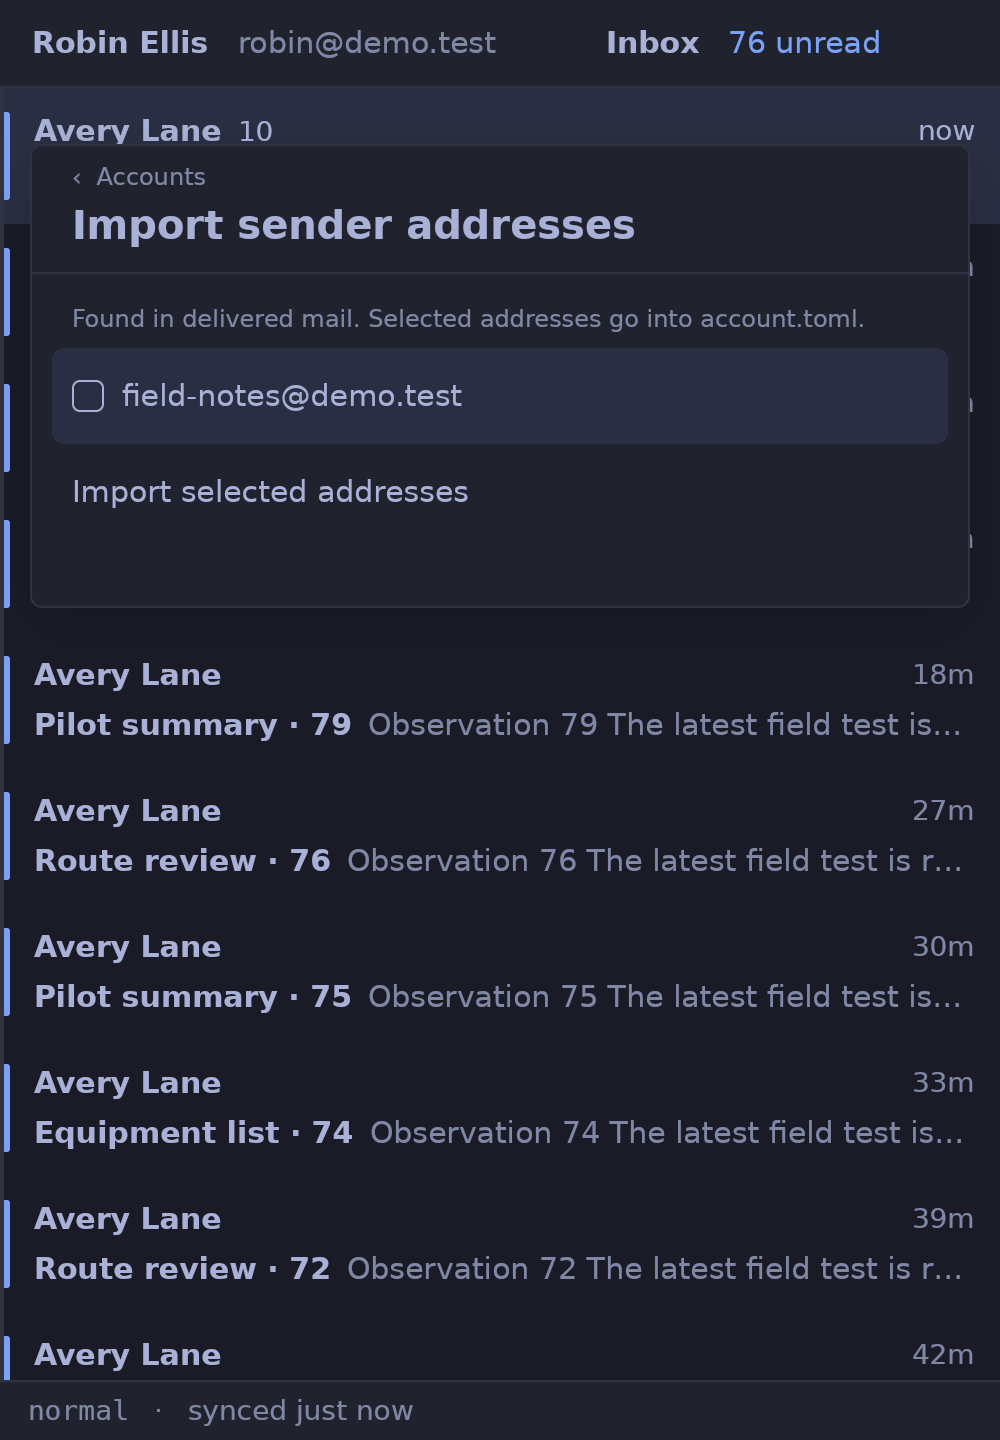 Robin Ellis robin@demo.test Inbox 76 unread
Avery Lane 10 now
‹ Accounts
Import sender addresses
Found in delivered mail. Selected addresses go into account.toml.
field-notes@demo.test
Import selected addresses
Avery Lane 18m
Pilot summary · 79 Observation 79 The latest field test is…
Avery Lane 27m
Route review · 76 Observation 76 The latest field test is r…
Avery Lane 30m
Pilot summary · 75 Observation 75 The latest field test is…
Avery Lane 33m
Equipment list · 74 Observation 74 The latest field test is…
Avery Lane 39m
Route review · 72 Observation 72 The latest field test is r…
Avery Lane 42m
normal · synced just now